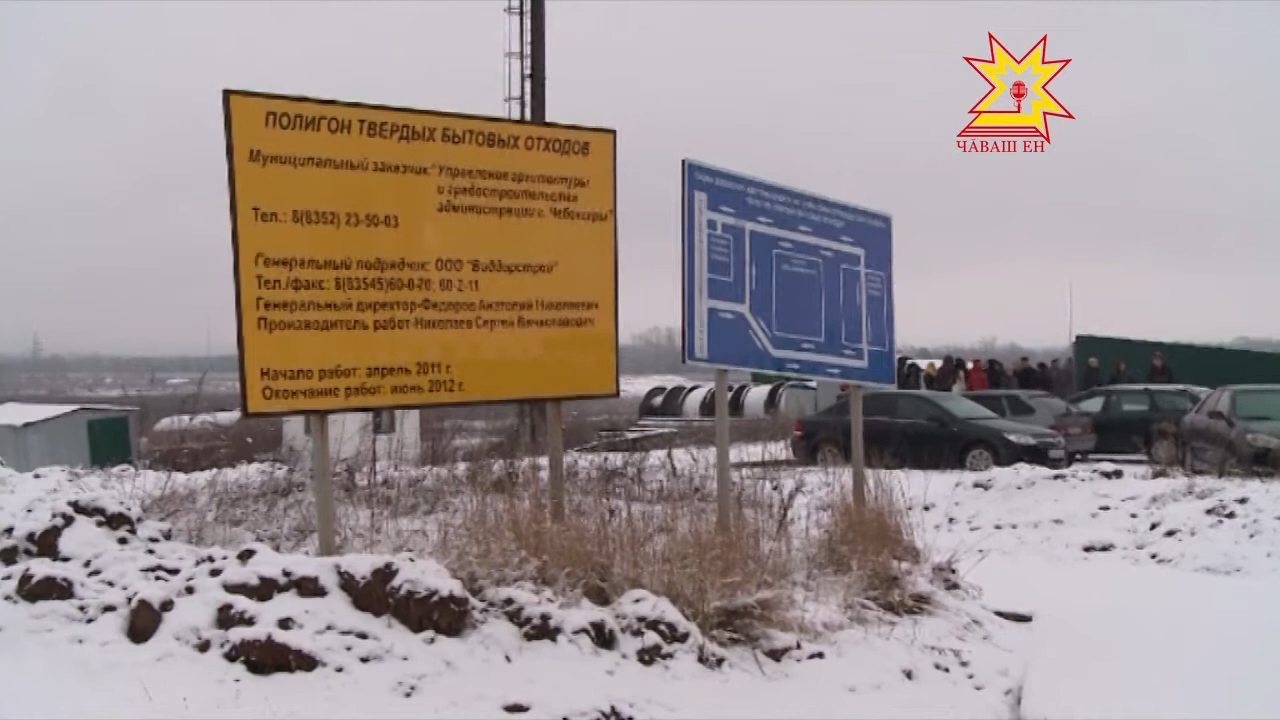 ПОЛИГОН ТВЕРДЫХ БЫТОВЫХ ОТХОДОВ
Муниципальный заказчик:"Управление архитектуры
и градостроительства
администрации г. Чебоксары"
Тел.: 8(8352) 23-50-03
Генеральный подрядчик: ООО
Тел./факс: 8(83545)60-0-70; 60-2-11
Генеральный директор-Федоров Анатолий Николаевич
Производитель работ-Николаев Сергей Вячеславович
Начало работ: апрель 2011 г.
Окончание работ: июнь 2012 г.
ЧӐВАШ ЕН